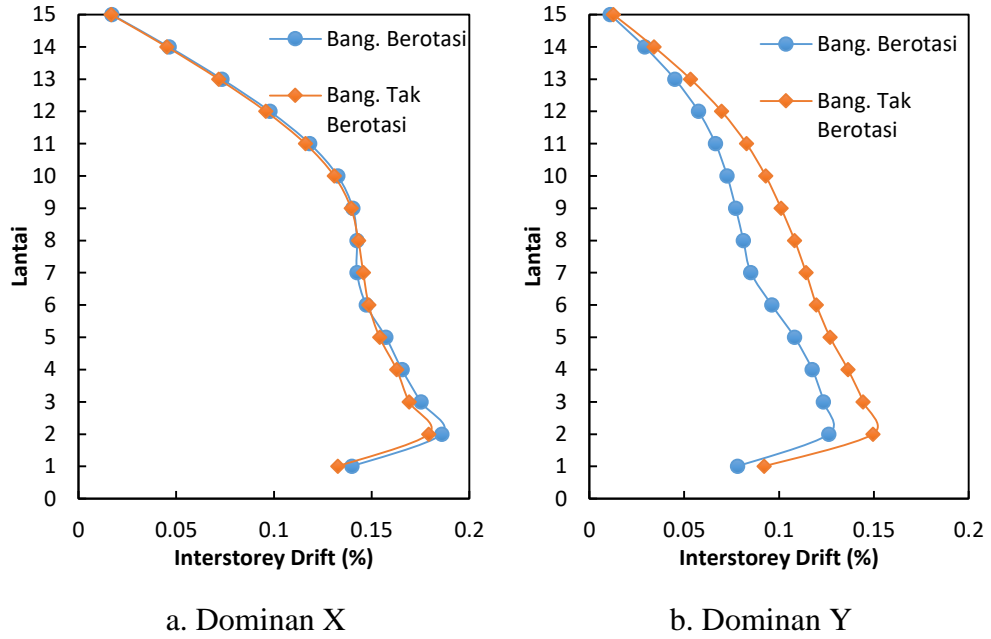 15
14
13
12
11
10
9
8
7
6
5
4
3
2
1
0
Lantai
Bang. Berotasi
Bang. Tak
Berotasi
0 0.05 0.1 0.15 0.2
Interstorey Drift (%)
a. Dominan X
15
14
13
12
11
10
9
8
7
6
5
4
3
2
1
0
Lantai
Bang. Berotasi
Bang. Tak
Berotasi
0 0.05 0.1 0.15 0.2
Interstorey Drift (%)
b. Dominan Y